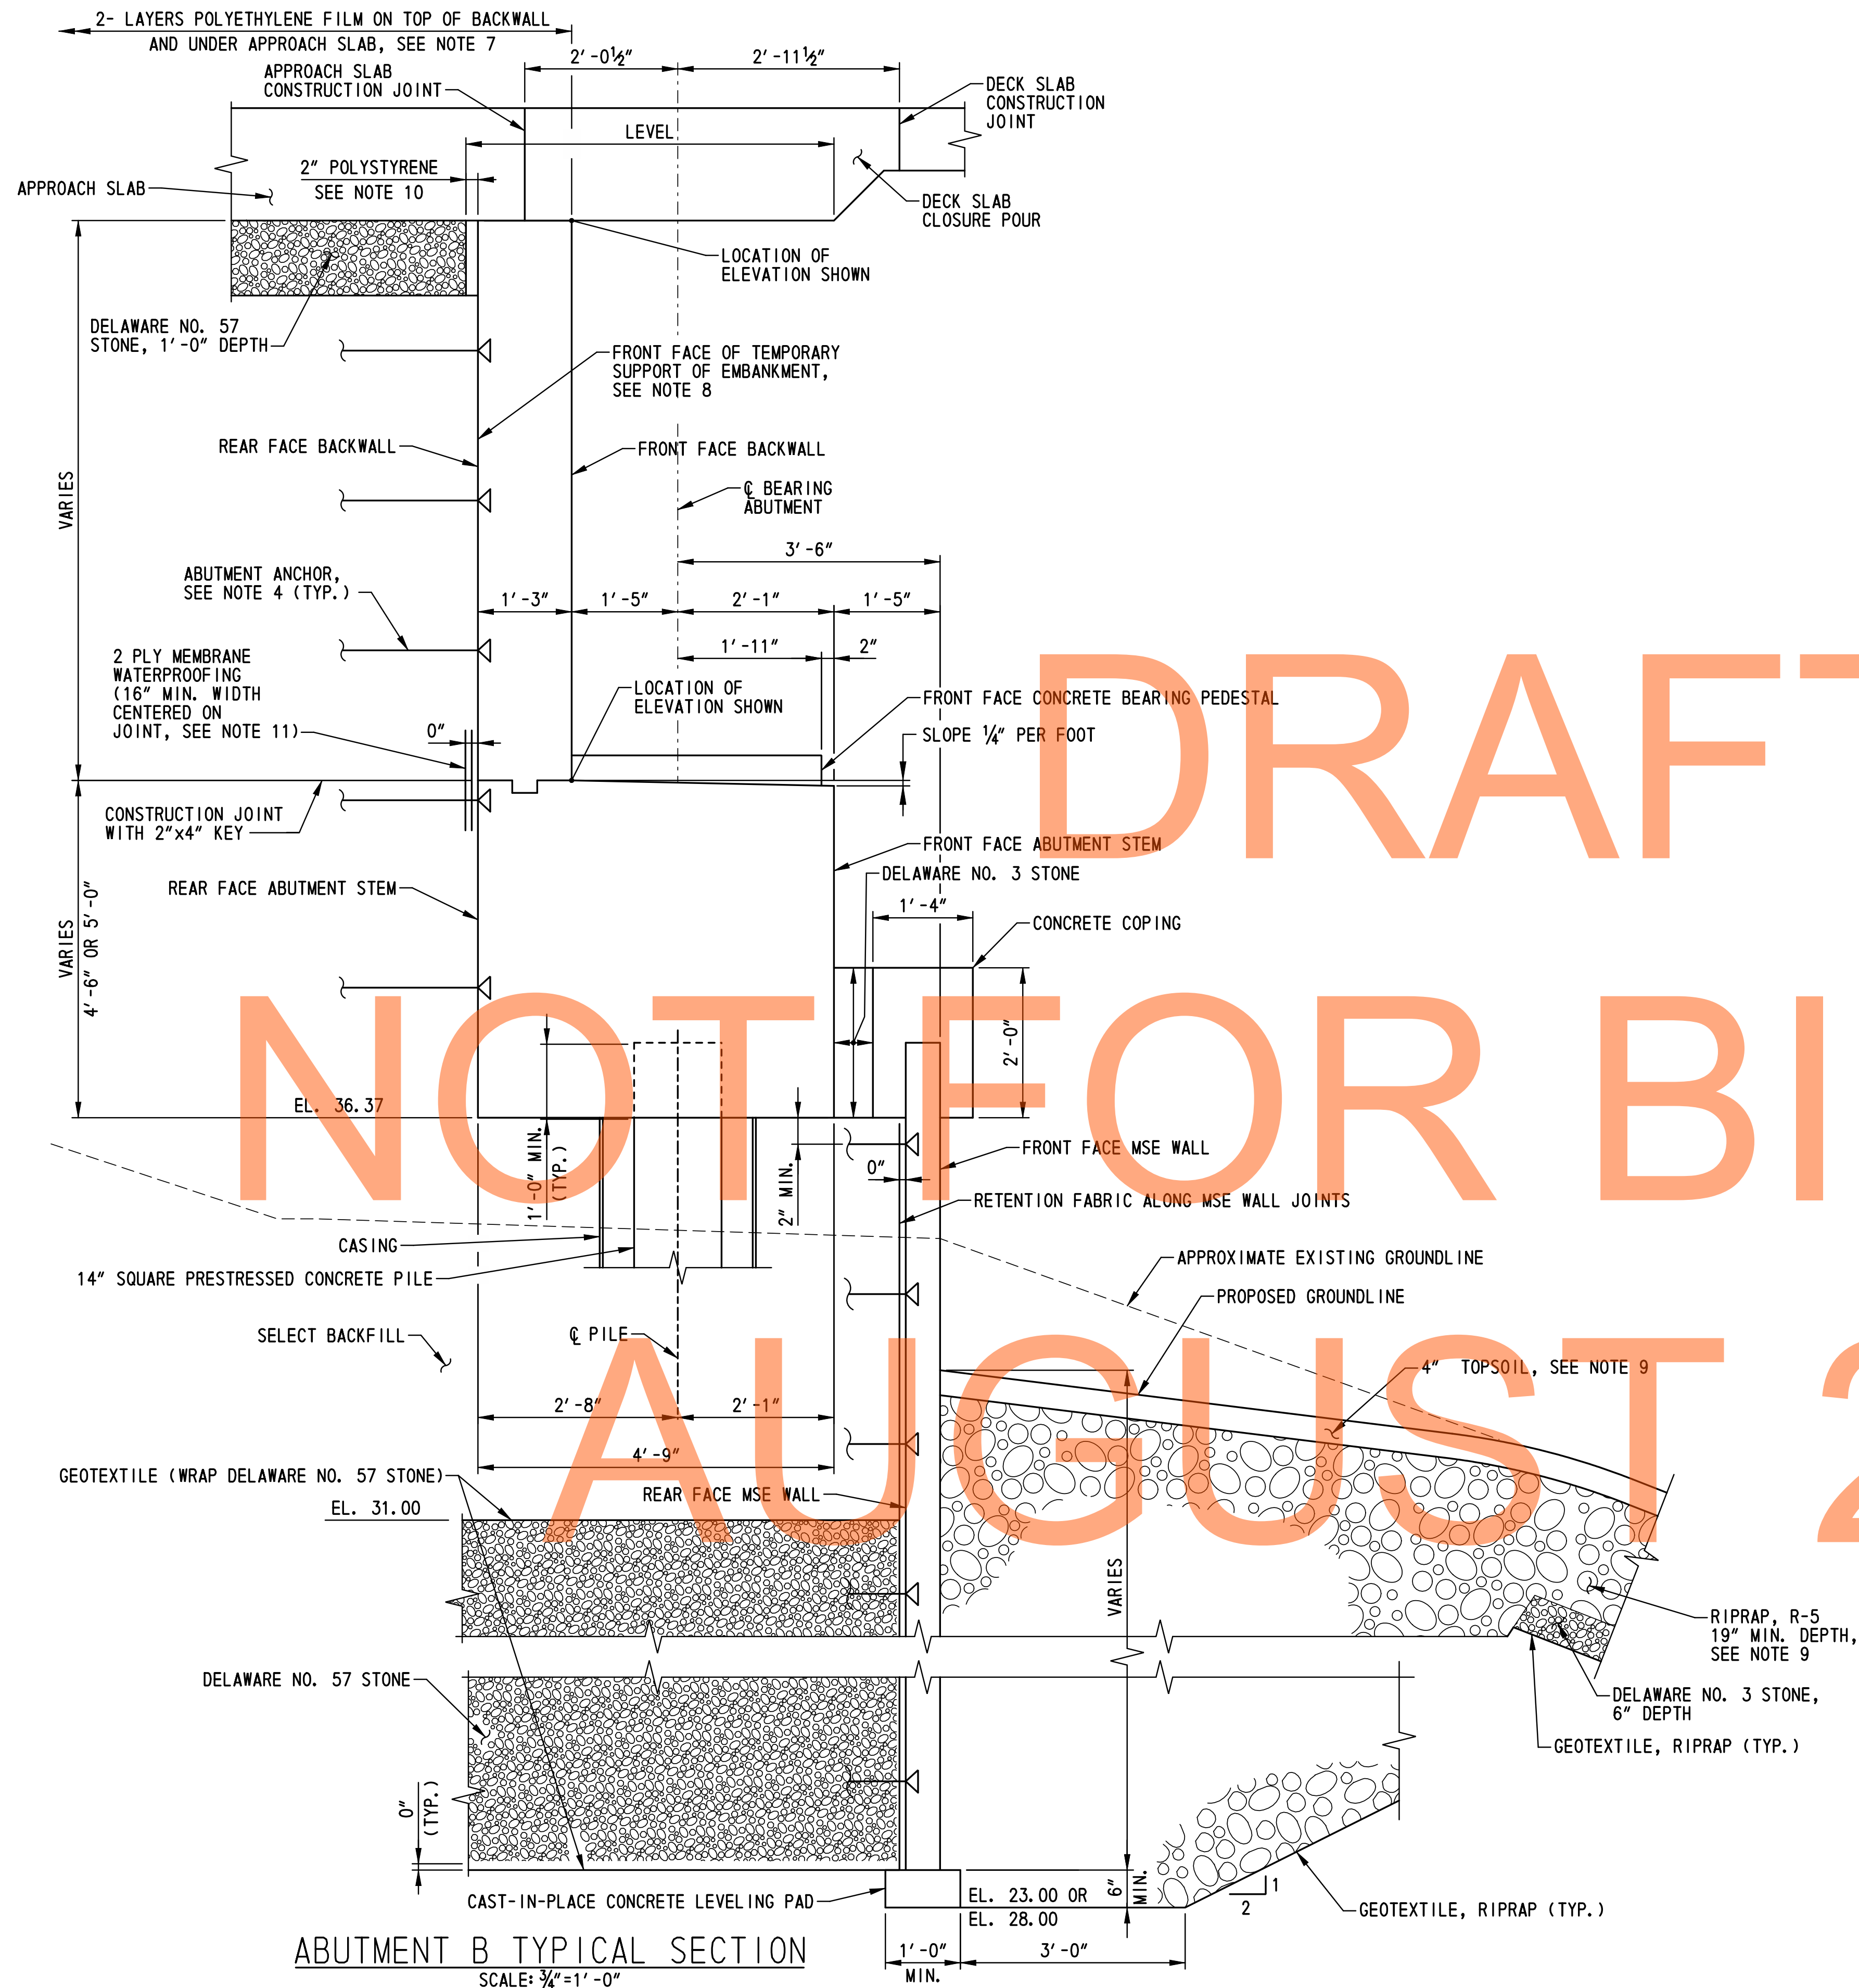 2- LAYERS POLYETHYLENE FILM ON TOP OF BACKWALL
AND UNDER APPROACH SLAB, SEE NOTE 7
2'-0½"
2'-11½"
APPROACH SLAB
CONSTRUCTION JOINT
DECK SLAB
CONSTRUCTION
JOINT
LEVEL
2" POLYSTYRENE
SEE NOTE 10
APPROACH SLAB
DECK SLAB
CLOSURE POUR
LOCATION OF
ELEVATION SHOWN
DELAWARE NO. 57
STONE, 1'-0" DEPTH
FRONT FACE OF TEMPORARY
SUPPORT OF EMBANKMENT,
SEE NOTE 8
REAR FACE BACKWALL
FRONT FACE BACKWALL
VARIES
℄ BEARING
ABUTMENT
3'-6"
ABUTMENT ANCHOR,
SEE NOTE 4 (TYP.)
1'-3"
1'-5"
2'-1"
1'-5"
1'-11"
2"
2 PLY MEMBRANE
WATERPROOFING
(16" MIN. WIDTH
CENTERED ON
JOINT, SEE NOTE 11)
0"
LOCATION OF
ELEVATION SHOWN
FRONT FACE CONCRETE BEARING PEDESTAL
SLOPE ¼" PER FOOT
CONSTRUCTION JOINT
WITH 2"x4" KEY
FRONT FACE ABUTMENT STEM
DELAWARE NO. 3 STONE
REAR FACE ABUTMENT STEM
1'-4"
CONCRETE COPING
VARIES
4'-6" OR 5'-0"
2'-0"
EL. 36.37
1'-0" MIN.
(TYP.)
2" MIN.
0"
FRONT FACE MSE WALL
RETENTION FABRIC ALONG MSE WALL JOINTS
CASING
14" SQUARE PRESTRESSED CONCRETE PILE
APPROXIMATE EXISTING GROUNDLINE
PROPOSED GROUNDLINE
SELECT BACKFILL
℄ PILE
4" TOPSOIL, SEE NOTE 9
2'-8"
2'-1"
4'-9"
GEOTEXTILE (WRAP DELAWARE NO. 57 STONE)
REAR FACE MSE WALL
EL. 31.00
VARIES
RIPRAP, R-5
19" MIN. DEPTH,
SEE NOTE 9
DELAWARE NO. 57 STONE
DELAWARE NO. 3 STONE,
6" DEPTH
GEOTEXTILE, RIPRAP (TYP.)
0"
(TYP.)
CAST-IN-PLACE CONCRETE LEVELING PAD
EL. 23.00 OR
EL. 28.00
6"
MIN.
1
2
GEOTEXTILE, RIPRAP (TYP.)
1'-0"
MIN.
3'-0"
ABUTMENT B TYPICAL SECTION
SCALE: ¾"=1'-0"
DRAFT
NOT FOR BI
AUGUST 2